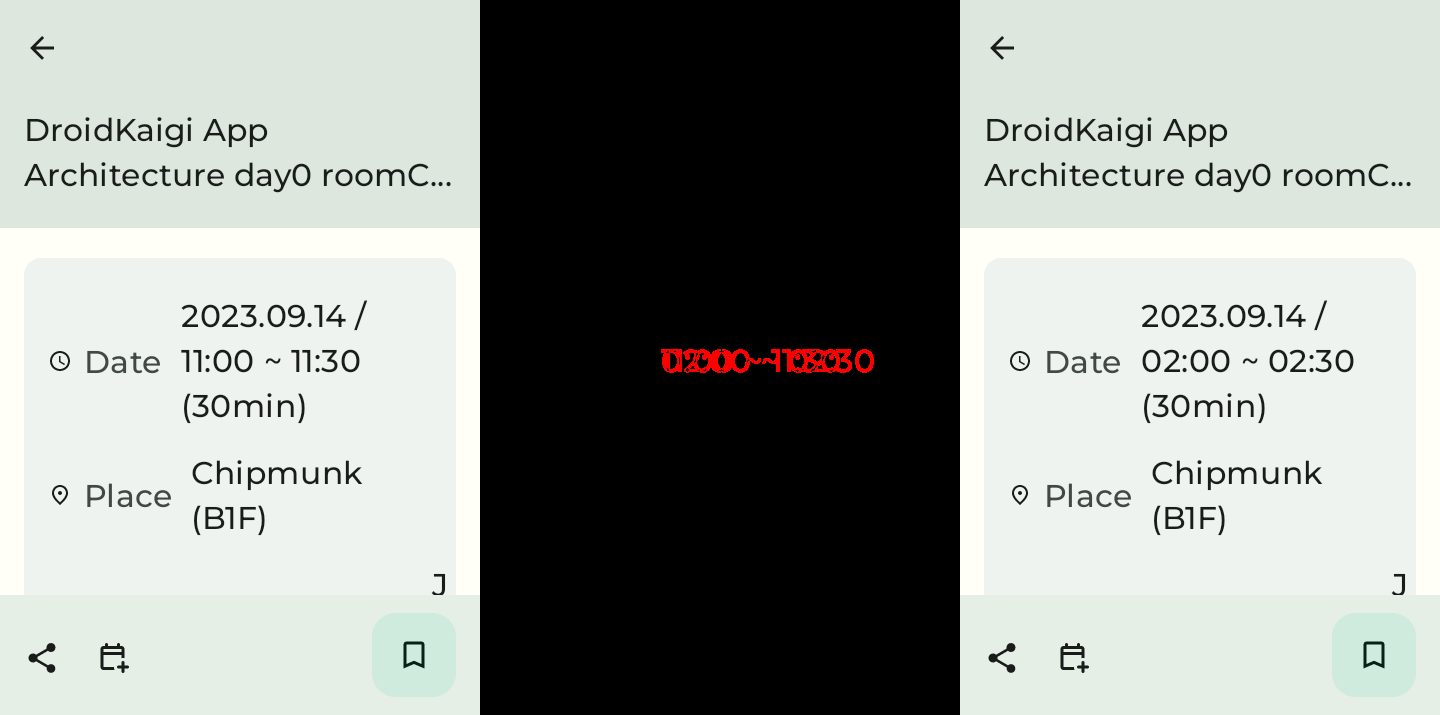 DroidKaigi App
Architecture day0 roomC...
Date
2023.09.14 /
11:00 ~ 11:30
(30min)
Place
Chipmunk
(B1F)
J
DroidKaigi App
Architecture day0 roomC...
Date
2023.09.14 /
02:00 ~ 02:30
(30min)
Place
Chipmunk
(B1F)
J